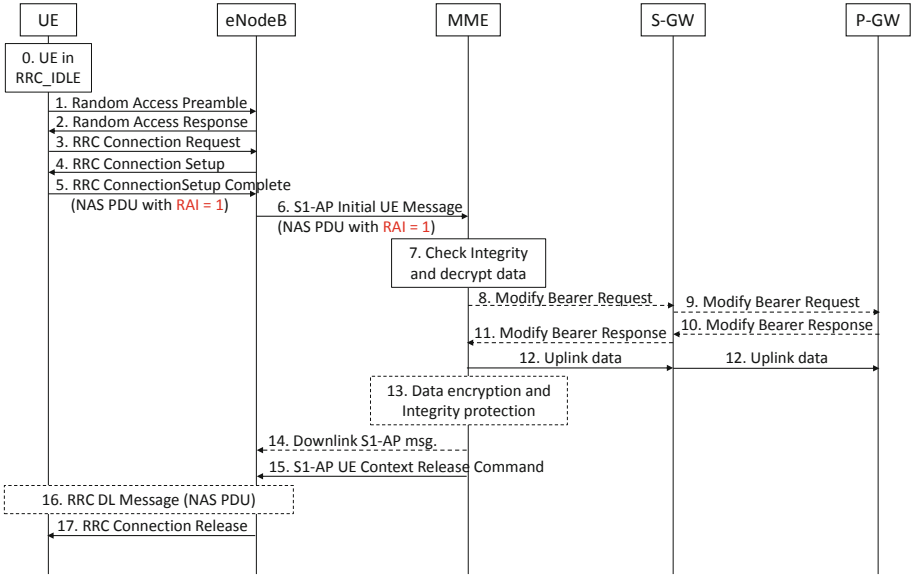 UE
eNodeB
MME
S-GW
P-GW
0. UE in
RRC_IDLE
1. Random Access Preamble
2. Random Access Response
3. RRC Connection Request
4. RRC Connection Setup
5. RRC ConnectionSetup Complete
(NAS PDU with RAI = 1)
6. S1-AP Initial UE Message
(NAS PDU with RAI = 1)
7. Check Integrity
and decrypt data
8. Modify Bearer Request
9. Modify Bearer Request
10. Modify Bearer Response
11. Modify Bearer Response
12. Uplink data
12. Uplink data
13. Data encryption and
Integrity protection
14. Downlink S1-AP msg.
15. S1-AP UE Context Release Command
16. RRC DL Message (NAS PDU)
17. RRC Connection Release